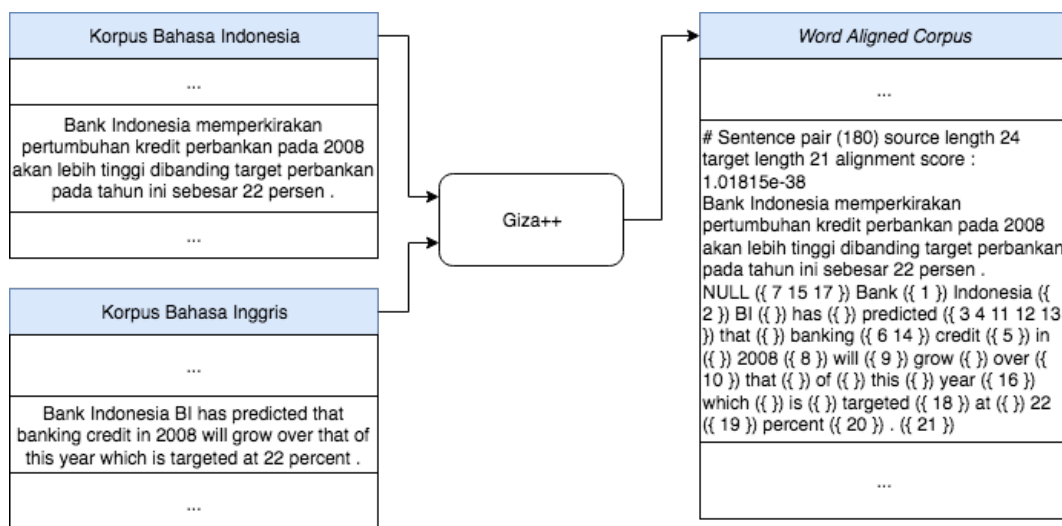 Korpus Bahasa Indonesia
...
Bank Indonesia memperkirakan
pertumbuhan kredit perbankan pada 2008
akan lebih tinggi dibanding target perbankan
pada tahun ini sebesar 22 persen .
...
Korpus Bahasa Inggris
...
Bank Indonesia BI has predicted that
banking credit in 2008 will grow over that of
this year which is targeted at 22 percent .
...
Giza++
Word Aligned Corpus
...
# Sentence pair (180) source length 24
target length 21 alignment score :
1.01815e-38
Bank Indonesia memperkirakan
pertumbuhan kredit perbankan pada 2008
akan lebih tinggi dibanding target perbankan
pada tahun ini sebesar 22 persen .
NULL ({ 7 15 17 }) Bank ({ 1 }) Indonesia ({
2 }) BI ({ }) has ({ }) predicted ({ 3 4 11 12 13
}) that ({ }) banking ({ 6 14 }) credit ({ 5 }) in
({ }) 2008 ({ 8 }) will ({ 9 }) grow ({ }) over ({
10 }) that ({ }) of ({ }) this ({ }) year ({ 16 })
which ({ }) is ({ }) targeted ({ 18 }) at ({ }) 22
({ 19 }) percent ({ 20 }) . ({ 21 })
...